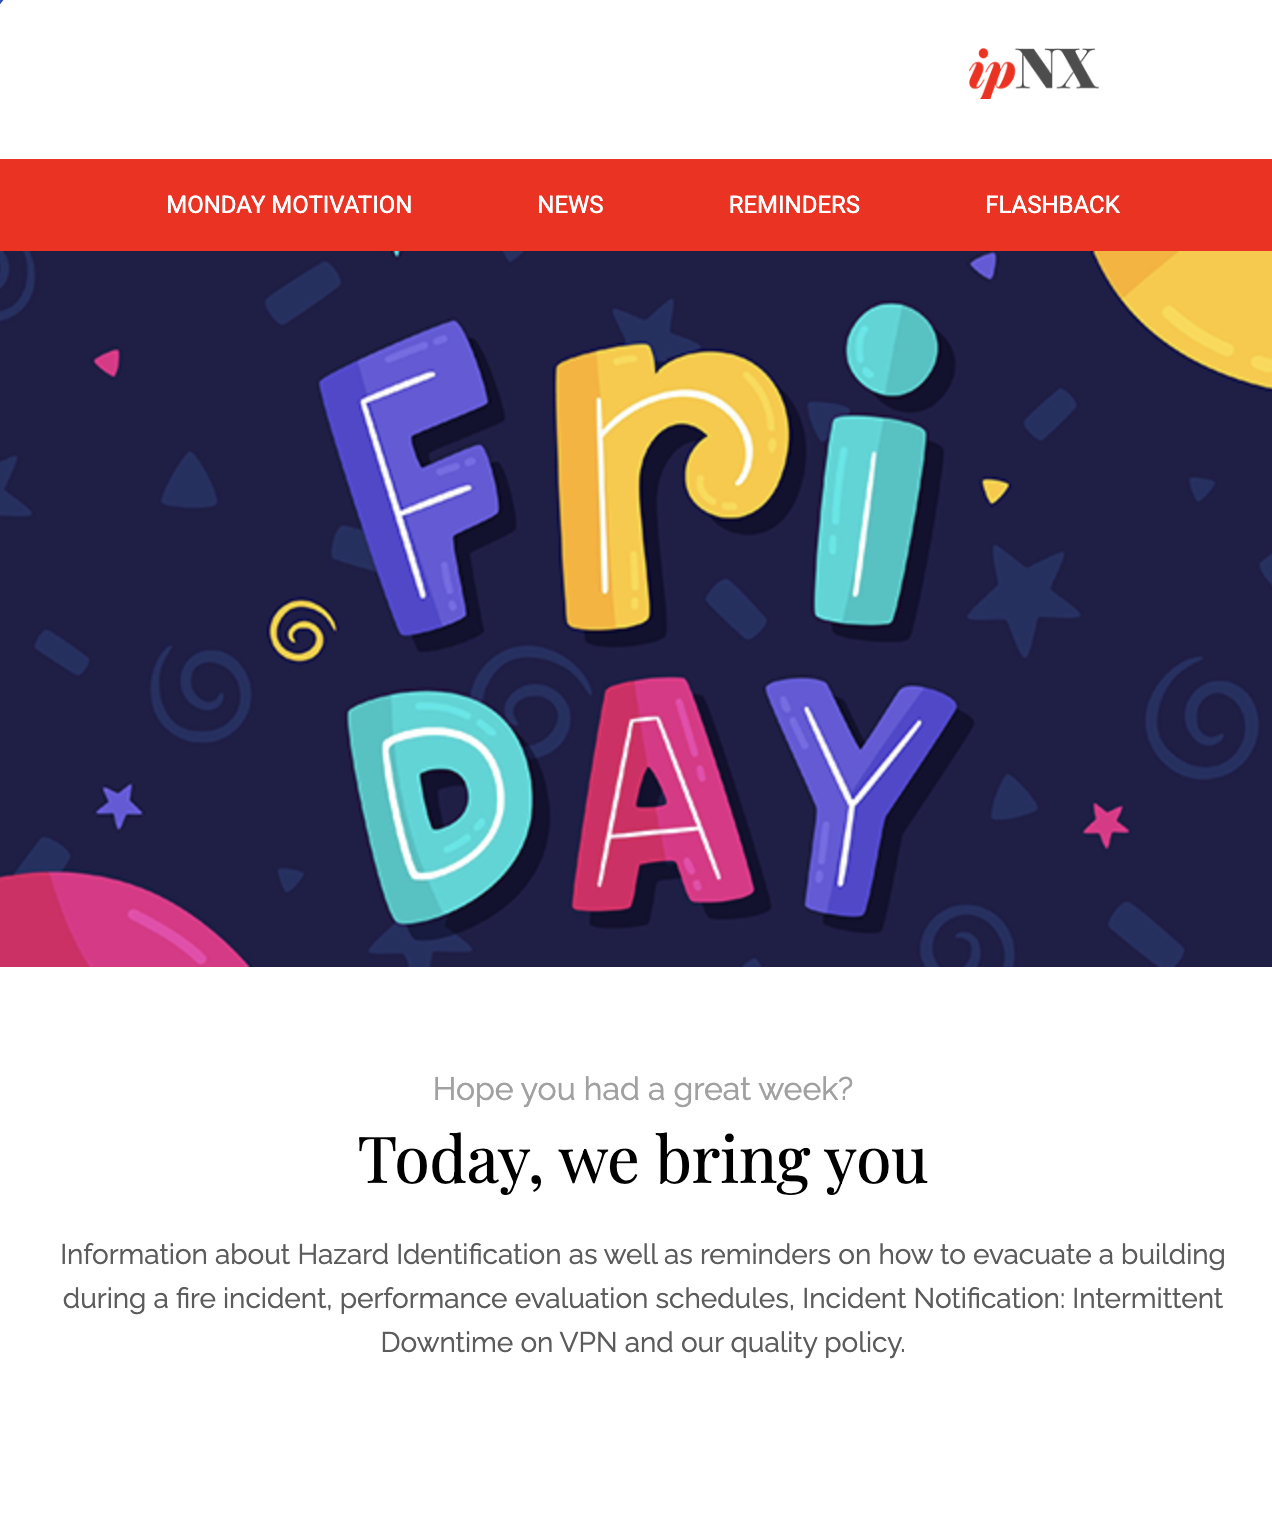 ipNX
MONDAY MOTIVATION NEWS REMINDERS FLASHBACK
Fri
DAY
Hope you had a great week?
Today, we bring you
Information about Hazard Identification as well as reminders on how to evacuate a building
during a fire incident, performance evaluation schedules, Incident Notification: Intermittent
Downtime on VPN and our quality policy.